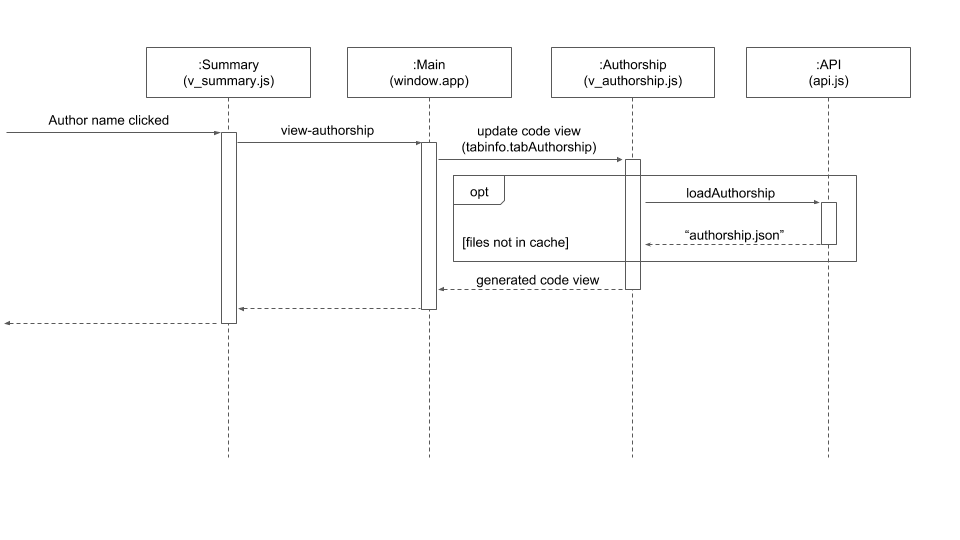 :Summary
(v_summary.js)
:Main
(window.app)
:Authorship
(v_authorship.js)
:API
(api.js)
Author name clicked
view-authorship
update code view
(tabinfo.tabAuthorship)
opt
loadAuthorship
“authorship.json”
[files not in cache]
generated code view